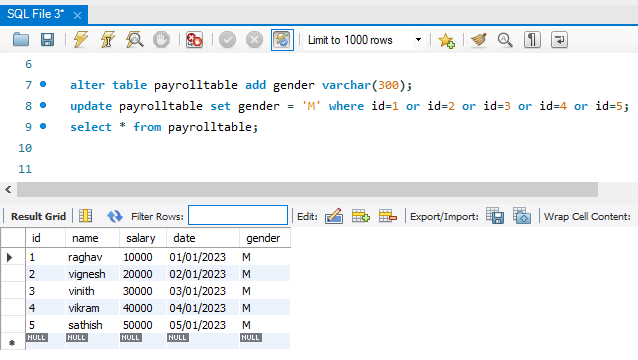 SQL File 3*
Limit to 1000 rows
6
7 alter table payrolltable add gender varchar(300);
8 update payrolltable set gender = 'M' where id=1 or id=2 or id=3 or id=4 or id=5;
9 select * from payrolltable;
10
11
Result Grid Filter Rows: Edit: Export/Import: Wrap Cell Content:
id name salary date gender
1 raghav 10000 01/01/2023 M
2 vignesh 20000 02/01/2023 M
3 vinith 30000 03/01/2023 M
4 vikram 40000 04/01/2023 M
5 sathish 50000 05/01/2023 M
NULL NULL NULL NULL NULL